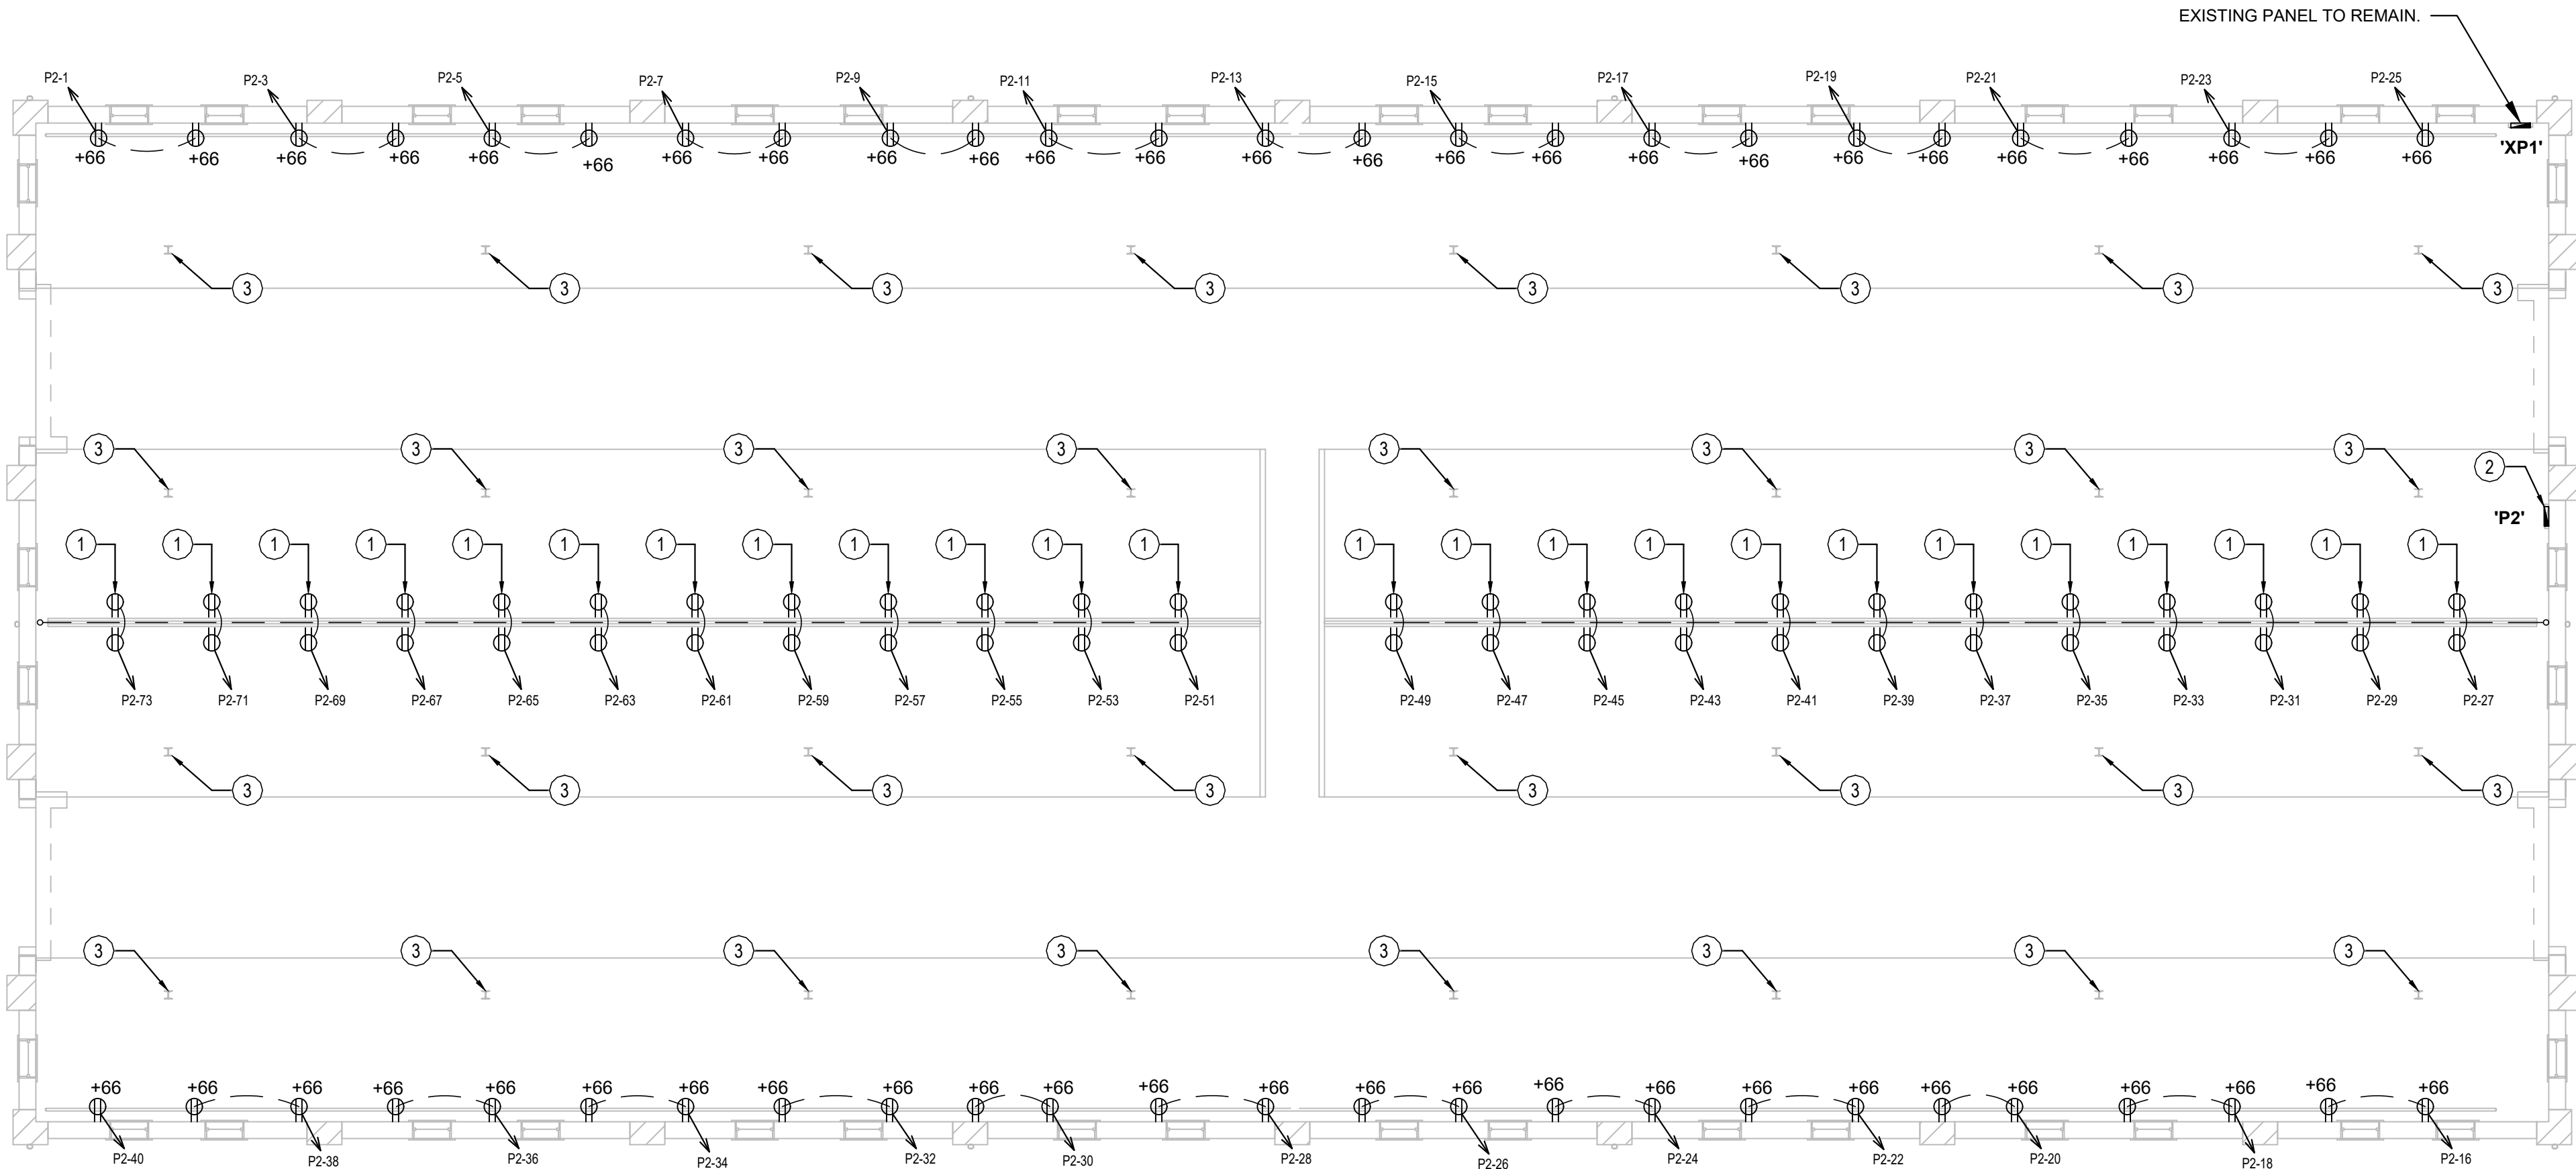 EXISTING PANEL TO REMAIN.
P2-1 P2-3 P2-5 P2-7 P2-9 P2-11 P2-13 P2-15 P2-17 P2-19 P2-21 P2-23 P2-25
+66 +66 +66 +66 +66 +66 +66 +66 +66 +66 +66 +66 +66 +66 +66 +66 +66 +66 +66 +66 +66 +66 +66 +66 +66 'XP1'
3 3 3 3 3 3 3 3
3 3 3 3 3 3 3 3 2
'P2'
1 1 1 1 1 1 1 1 1 1 1 1 1 1 1 1 1 1 1 1 1 1 1 1
P2-73 P2-71 P2-69 P2-67 P2-65 P2-63 P2-61 P2-59 P2-57 P2-55 P2-53 P2-51 P2-49 P2-47 P2-45 P2-43 P2-41 P2-39 P2-37 P2-35 P2-33 P2-31 P2-29 P2-27
3 3 3 3 3 3 3 3
3 3 3 3 3 3 3 3
+66 +66 +66 +66 +66 +66 +66 +66 +66 +66 +66 +66 +66 +66 +66 +66 +66 +66 +66 +66 +66 +66 +66 +66 +66
P2-40 P2-38 P2-36 P2-34 P2-32 P2-30 P2-28 P2-26 P2-24 P2-22 P2-20 P2-18 P2-16